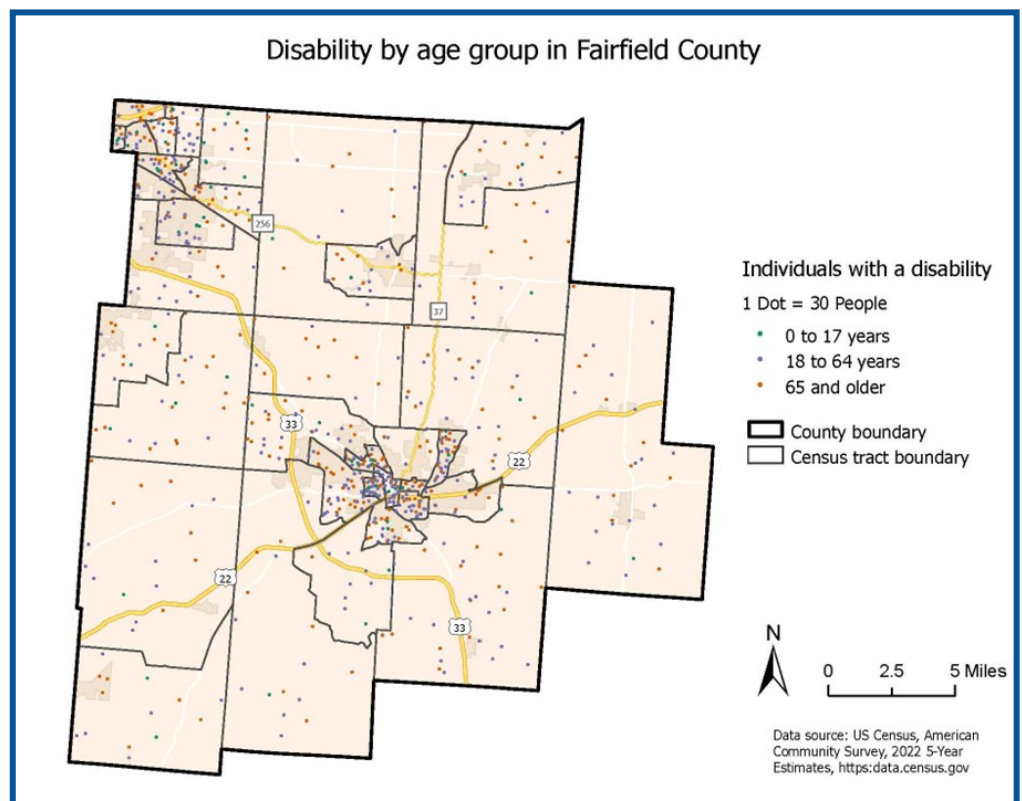 Disability by age group in Fairfield County
256
37
33
22
22
33
Individuals with a disability
1 Dot = 30 People
0 to 17 years
18 to 64 years
65 and older
County boundary
Census tract boundary
N
0 2.5 5 Miles
Data source: US Census, American
Community Survey, 2022 5-Year
Estimates, https:data.census.gov